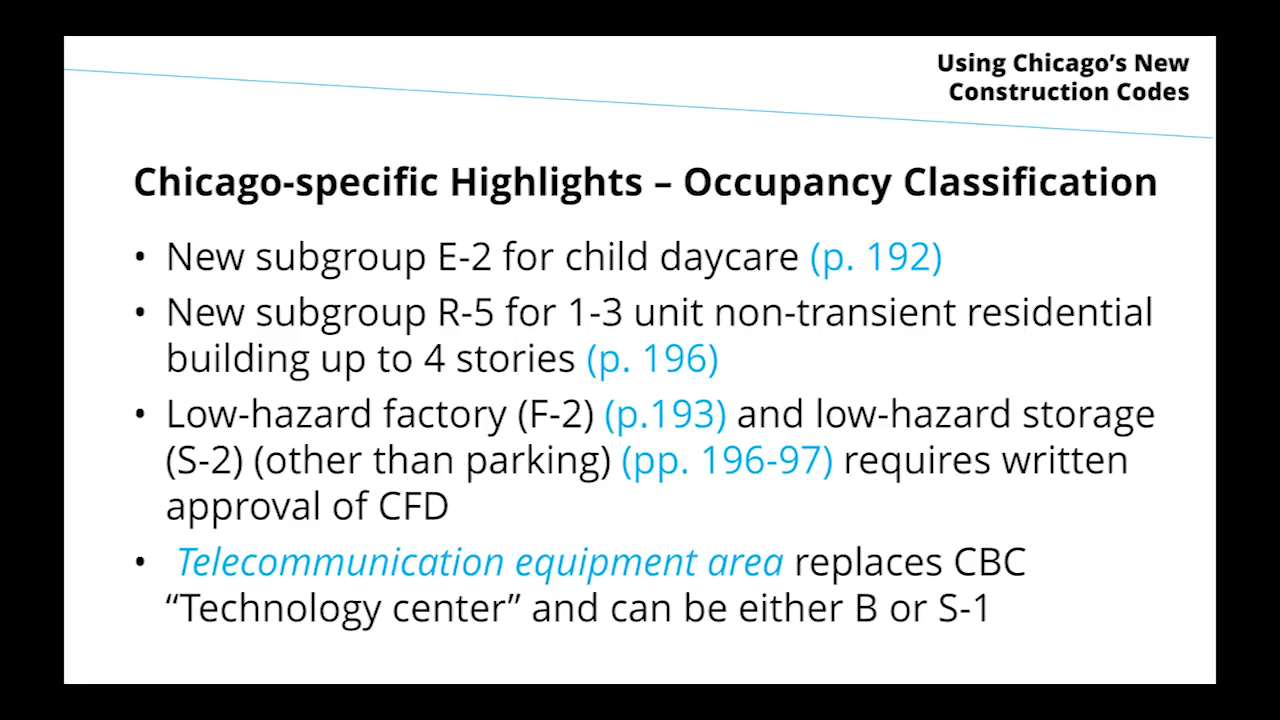 Using Chicago’s New
Construction Codes
Chicago-specific Highlights – Occupancy Classification
• New subgroup E-2 for child daycare (p. 192)
• New subgroup R-5 for 1-3 unit non-transient residential
building up to 4 stories (p. 196)
• Low-hazard factory (F-2) (p.193) and low-hazard storage
(S-2) (other than parking) (pp. 196-97) requires written
approval of CFD
• Telecommunication equipment area replaces CBC
“Technology center” and can be either B or S-1